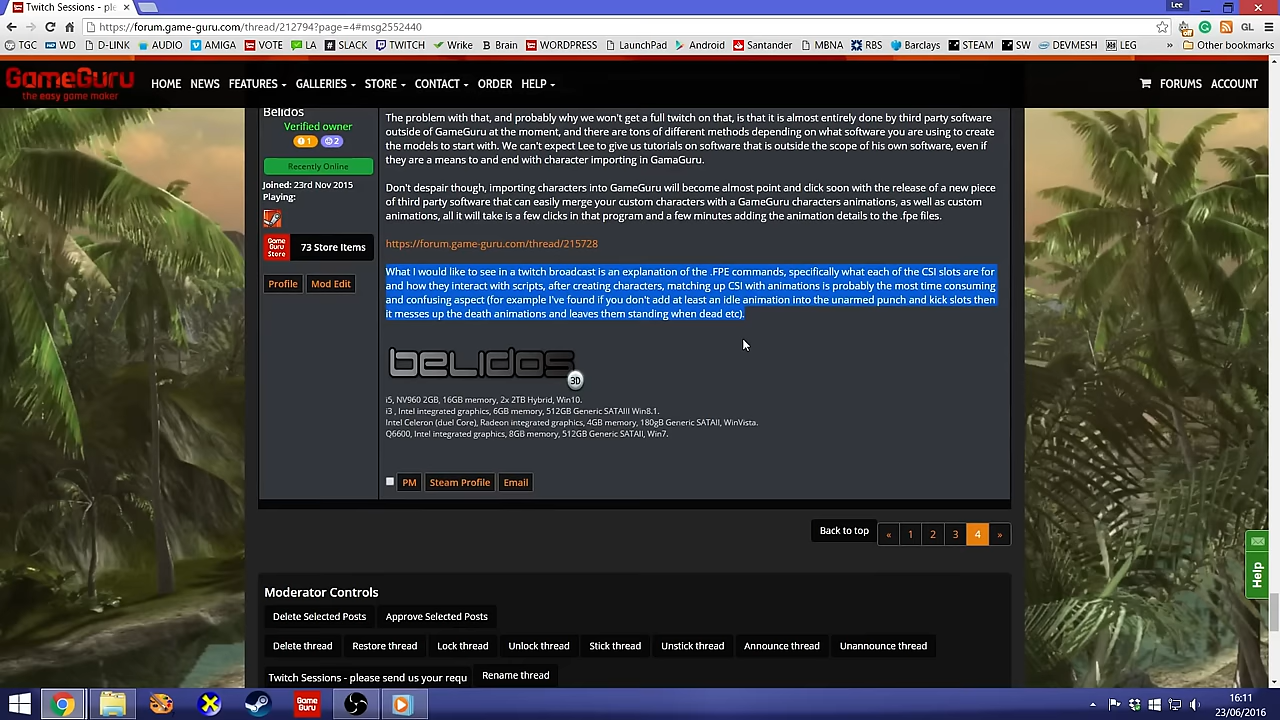 Twitch Sessions - ple
Lee
https://forum.game-guru.com/thread/212794?page=4#msg2552440
GL
TGC WD D-LINK AUDIO AMIGA VOTE LA SLACK TWITCH Wrike Brain WORDPRESS LaunchPad Android Santander MBNA RBS Barclays STEAM SW DEVMESH LEG » Other bookmarks
GameGuru
the easy game maker
HOME NEWS FEATURES GALLERIES STORE CONTACT ORDER HELP FORUMS ACCOUNT
Belidos
Verified owner
1 2
Recently Online
Joined: 23rd Nov 2015
Playing:
Game Guru Store
73 Store Items
Profile Mod Edit
The problem with that, and probably why we won't get a full twitch on that, is that it is almost entirely done by third party software
outside of GameGuru at the moment, and there are tons of different methods depending on what software you are using to create
the models to start with. We can't expect Lee to give us tutorials on software that is outside the scope of his own software, even if
they are a means to and end with character importing in GamaGuru.
Don't despair though, importing characters into GameGuru will become almost point and click soon with the release of a new piece
of third party software that can easily merge your custom characters with a GameGuru characters animations, as well as custom
animations, all it will take is a few clicks in that program and a few minutes adding the animation details to the .fpe files.
https://forum.game-guru.com/thread/215728
What I would like to see in a twitch broadcast is an explanation of the .FPE commands, specifically what each of the CSI slots are for
and how they interact with scripts, after creating characters, matching up CSI with animations is probably the most time consuming
and confusing aspect (for example I've found if you don't add at least an idle animation into the unarmed punch and kick slots then
it messes up the death animations and leaves them standing when dead etc).
belidos
3D
i5, NV960 2GB, 16GB memory, 2x 2TB Hybrid, Win10.
i3 , Intel integrated graphics, 6GB memory, 512GB Generic SATAIII Win8.1.
Intel Celeron (duel Core), Radeon integrated graphics, 4GB memory, 180gB Generic SATAII, WinVista.
Q6600, Intel integrated graphics, 8GB memory, 512GB Generic SATAII, Win7.
PM Steam Profile Email
Back to top « 1 2 3 4 »
Help
Moderator Controls
Delete Selected Posts Approve Selected Posts
Delete thread Restore thread Lock thread Unlock thread Stick thread Unstick thread Announce thread Unannounce thread
Twitch Sessions - please send us your requ Rename thread
Game Guru
16:11
23/06/2016